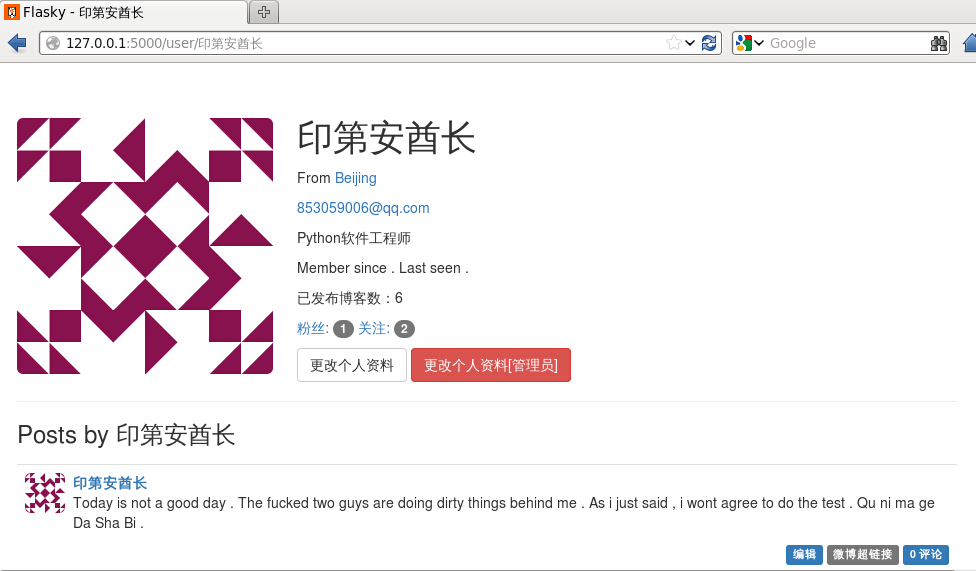 Flasky - 印第安酋长
127.0.0.1:5000/user/印第安酋长
Google
印第安酋长
From Beijing
853059006@qq.com
Python软件工程师
Member since . Last seen .
已发布博客数：6
粉丝: 1 关注: 2
更改个人资料 更改个人资料[管理员]
Posts by 印第安酋长
印第安酋长
Today is not a good day . The fucked two guys are doing dirty things behind me . As i just said , i wont agree to do the test . Qu ni ma ge
Da Sha Bi .
编辑 微博超链接 0 评论